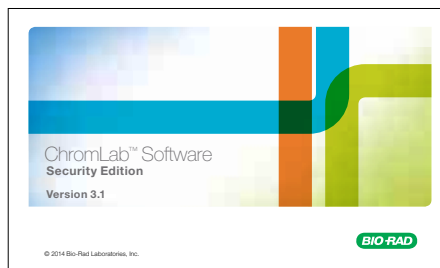 ChromLab™ Software
Security Edition
Version 3.1
BIO-RAD
© 2014 Bio-Rad Laboratories, Inc.